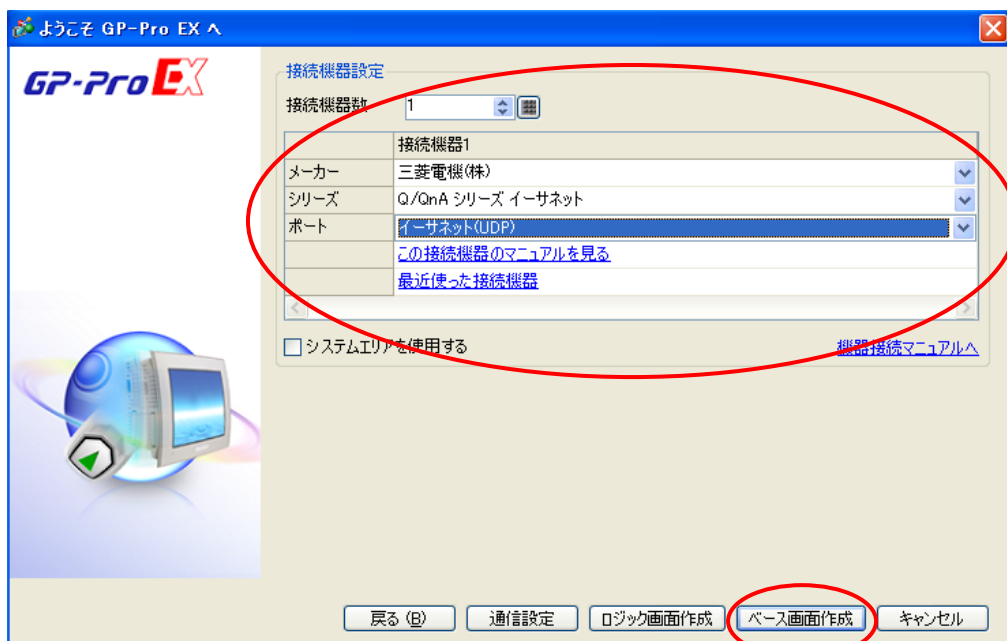 ようこそ GP-Pro EX へ
GP-Pro EX
接続機器設定
接続機器数 1
接続機器1
メーカー 三菱電機(株)
シリーズ Q/QnA シリーズ イーサネット
ポート イーサネット(UDP)
この接続機器のマニュアルを見る
最近使った接続機器
システムエリアを使用する 機器接続マニュアルへ
戻る (B) 通信設定 ロジック画面作成 ベース画面作成 キャンセル